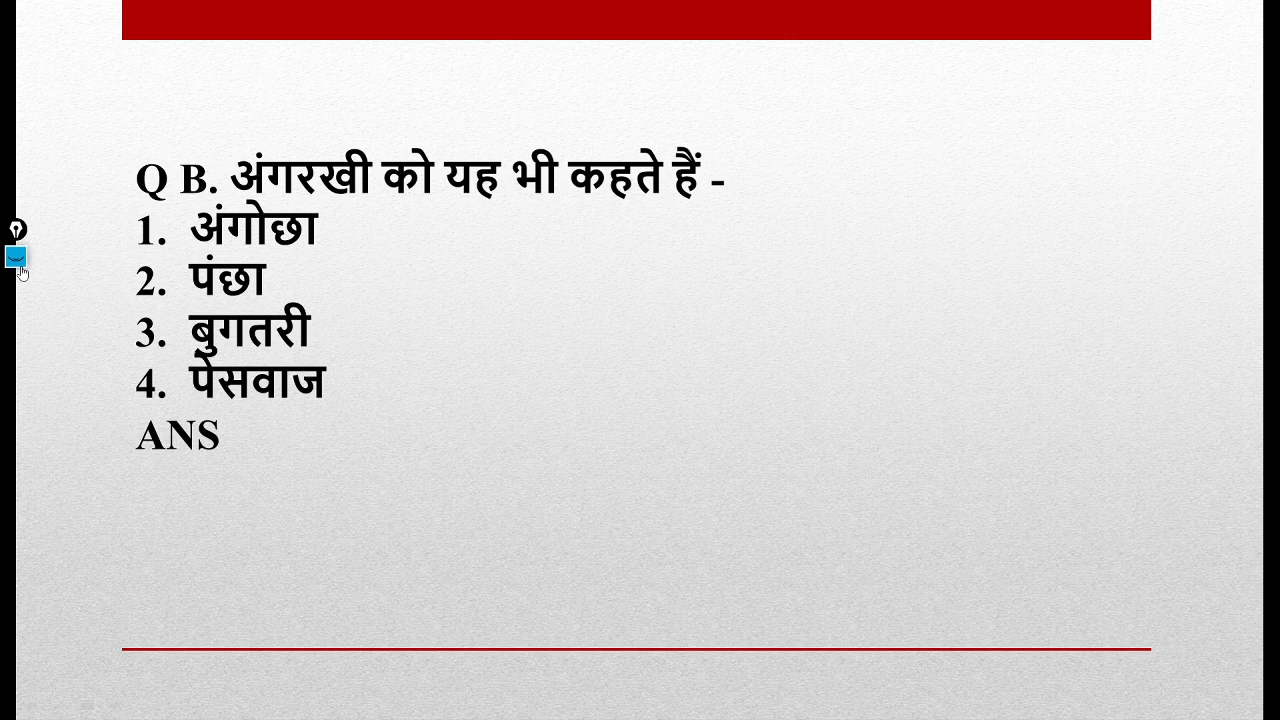 Q B. अंगरखी को यह भी कहते हैं -
1. अंगोछा
2. पंछा
3. बुगतरी
4. पेसवाज
ANS